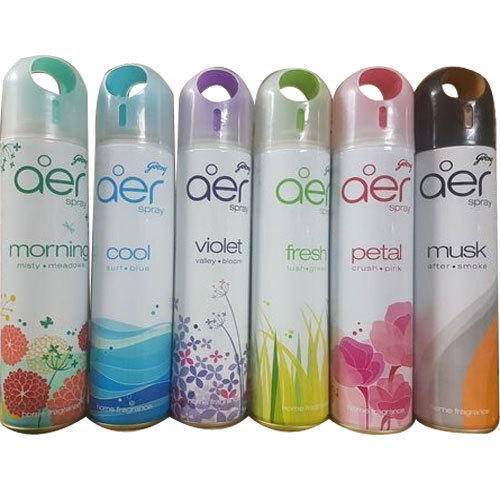 aer
spray
morning
misty • meadows
home fragrance
Godrej
aer
spray
cool
surf • blue
home fragrance
Godrej
aer
spray
violet
valley • bloom
home fragrance
Godrej
aer
spray
fresh
lush • green
home fragrance
Godrej
aer
spray
petal
crush • pink
home fragrance
Godrej
aer
spray
musk
after • smoke
home fragrance